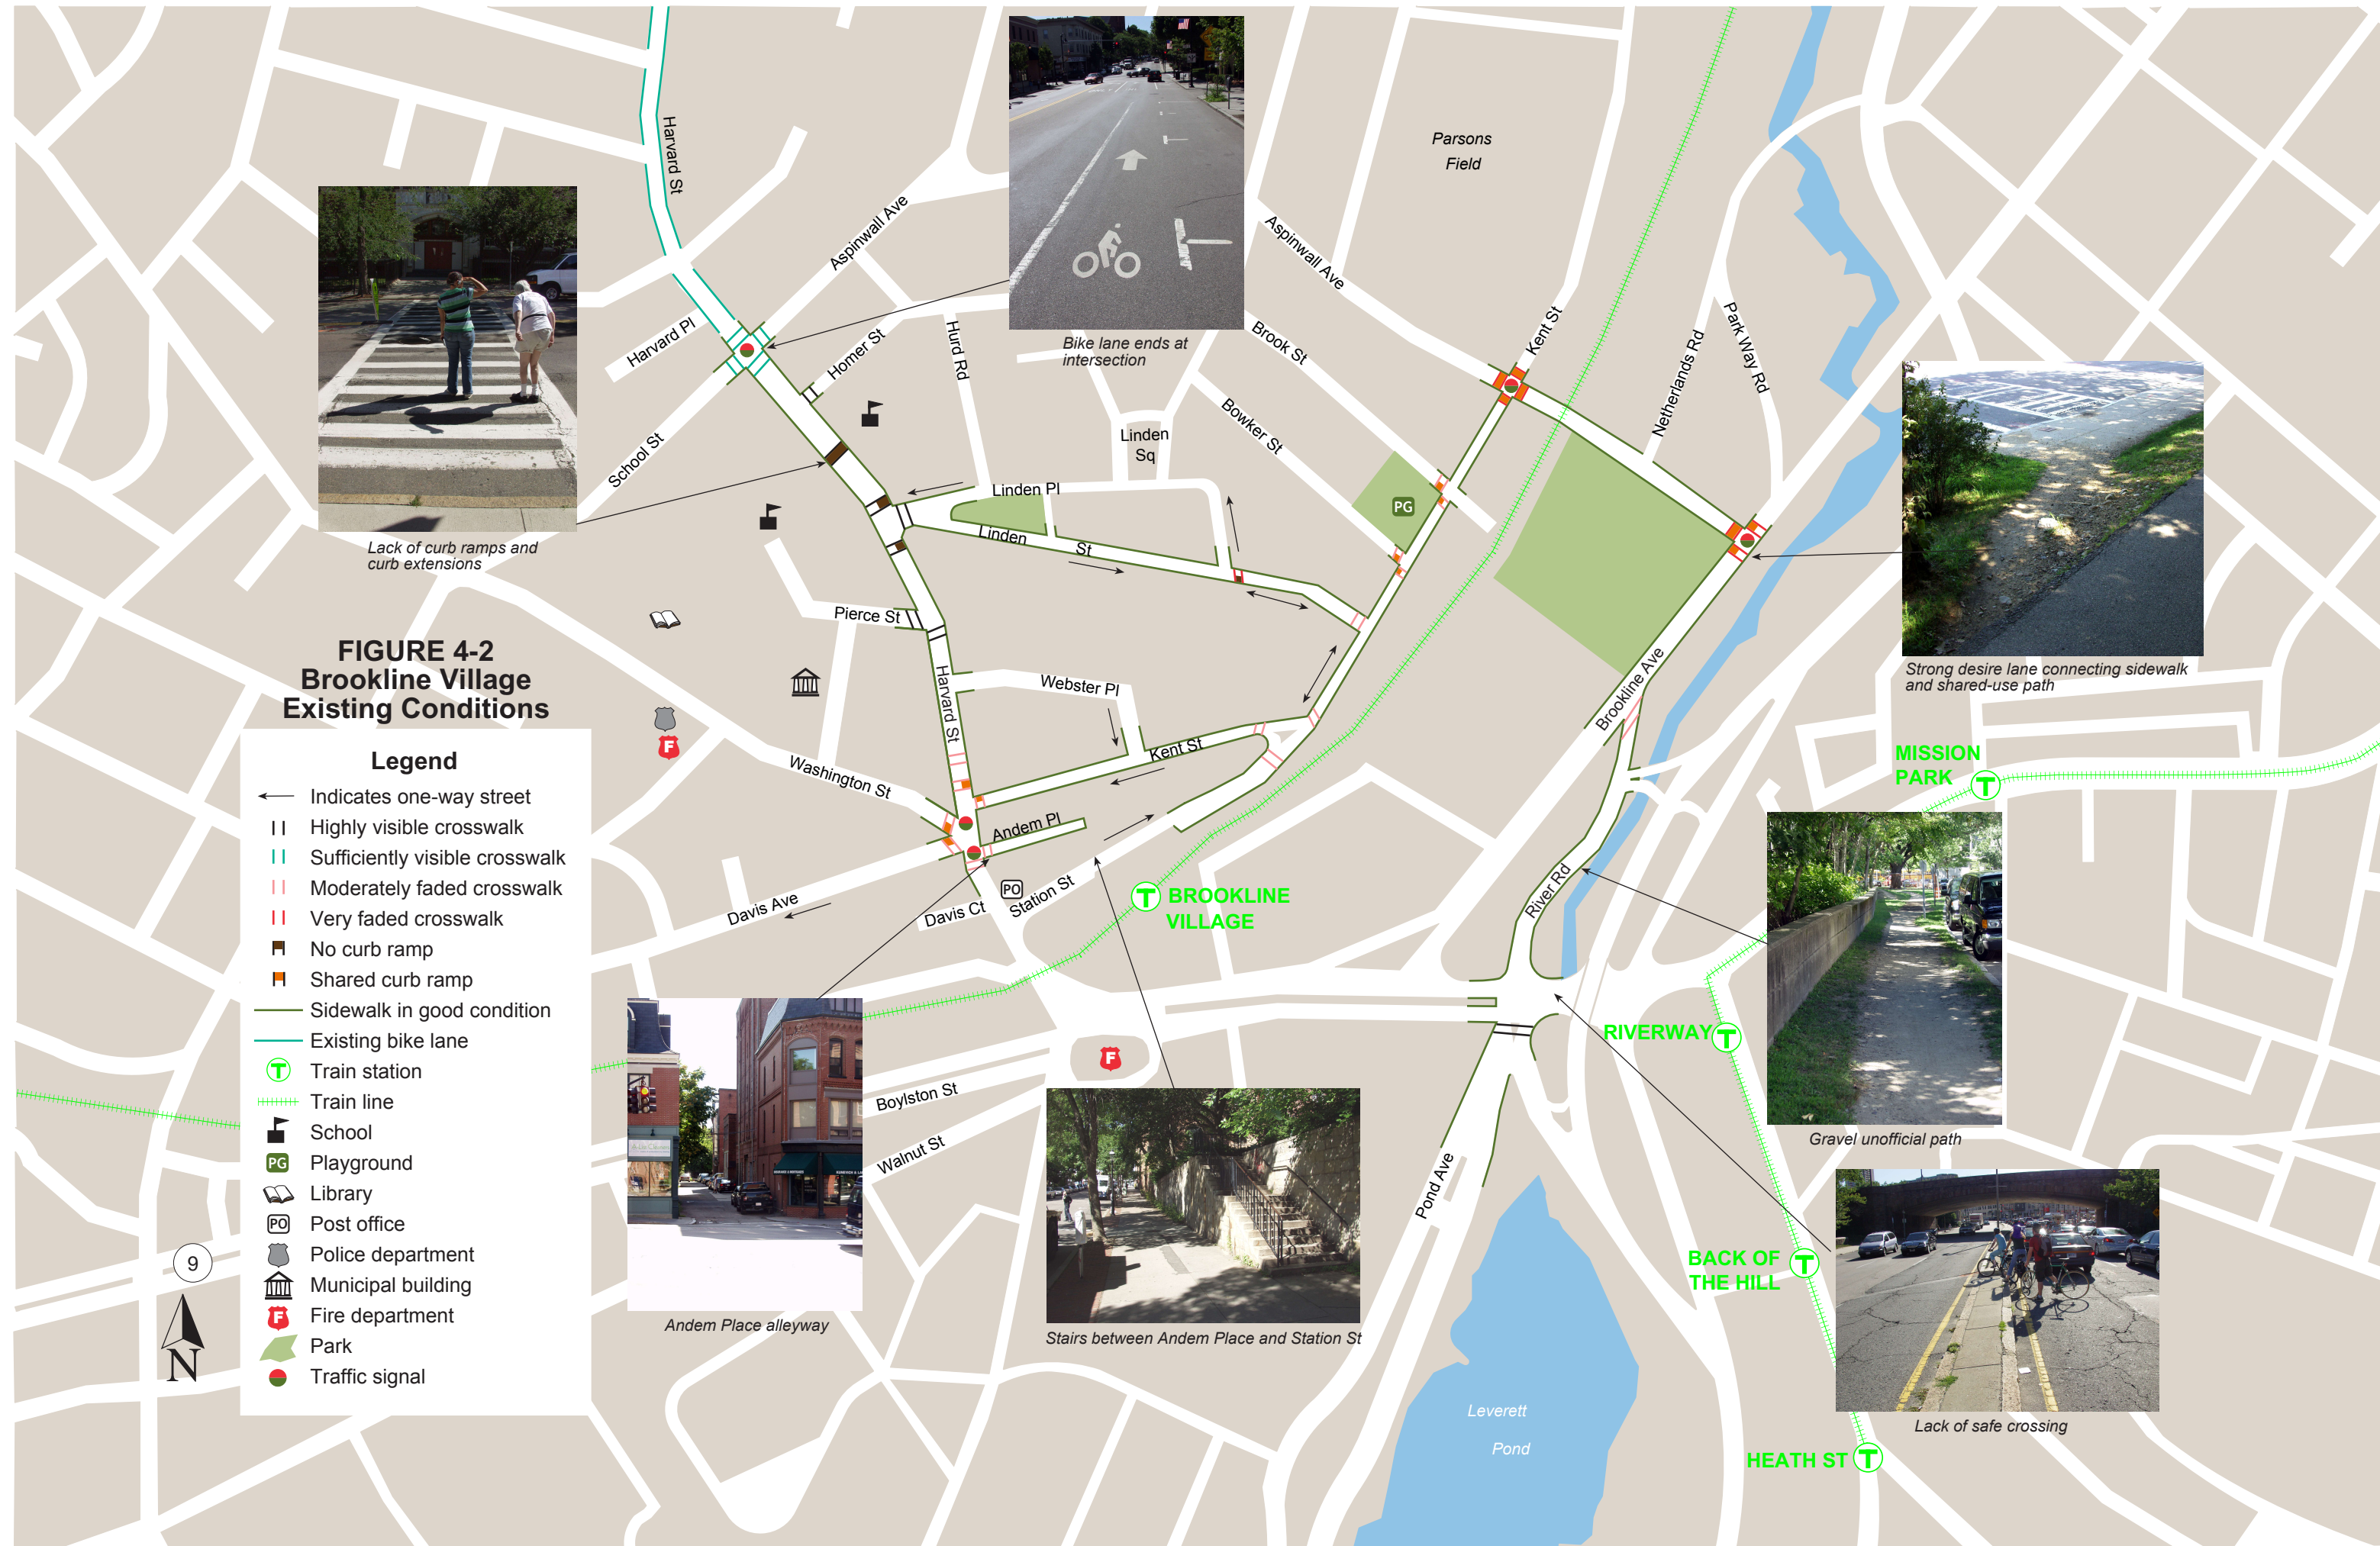 Harvard St
Aspinwall Ave
Harvard Pl
School St
Homer St
Hurd Rd
Lack of curb ramps and
curb extensions
Bike lane ends at
intersection
Parsons
Field
Aspinwall Ave
Kent St
Brook St
Bowker St
Linden
Sq
Linden Pl
Linden
St
PG
Netherlands Rd
Park Way Rd
Strong desire lane connecting sidewalk
and shared-use path
Pierce St
Harvard St
Webster Pl
Kent St
Washington St
Andem Pl
Davis Ave
Davis Ct
PO
Station St
T
BROOKLINE
VILLAGE
Brookline Ave
River Rd
MISSION
PARK
T
RIVERWAY
T
Gravel unofficial path
F
F
Boylston St
Walnut St
Pond Ave
Andem Place alleyway
Stairs between Andem Place and Station St
BACK OF
THE HILL
T
Lack of safe crossing
HEATH ST
T
Leverett
Pond
FIGURE 4-2
Brookline Village
Existing Conditions
Legend
Indicates one-way street
Highly visible crosswalk
Sufficiently visible crosswalk
Moderately faded crosswalk
Very faded crosswalk
No curb ramp
Shared curb ramp
Sidewalk in good condition
Existing bike lane
T Train station
Train line
School
PG Playground
Library
PO Post office
Police department
Municipal building
F Fire department
Park
Traffic signal
9
N